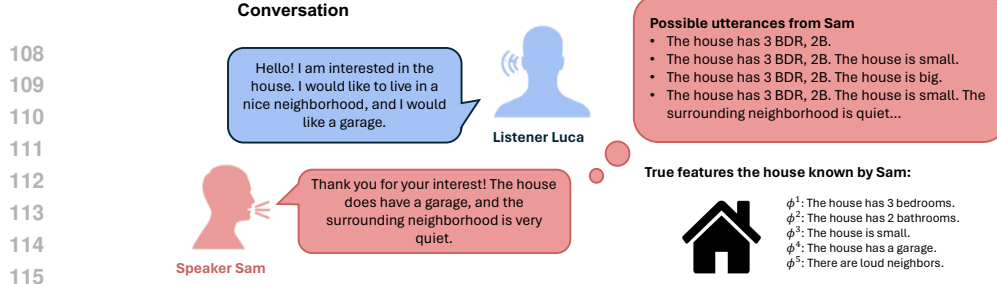 Conversation
108
109
110
111
112
113
114
115
Hello! I am interested in the
house. I would like to live in a
nice neighborhood, and I would
like a garage.
Listener Luca
Thank you for your interest! The house
does have a garage, and the
surrounding neighborhood is very
quiet.
Speaker Sam
Possible utterances from Sam
• The house has 3 BDR, 2B.
• The house has 3 BDR, 2B. The house is small.
• The house has 3 BDR, 2B. The house is big.
• The house has 3 BDR, 2B. The house is small. The
surrounding neighborhood is quiet...
True features the house known by Sam:
ϕ¹: The house has 3 bedrooms.
ϕ²: The house has 2 bathrooms.
ϕ³: The house is small.
ϕ⁴: The house has a garage.
ϕ⁵: There are loud neighbors.